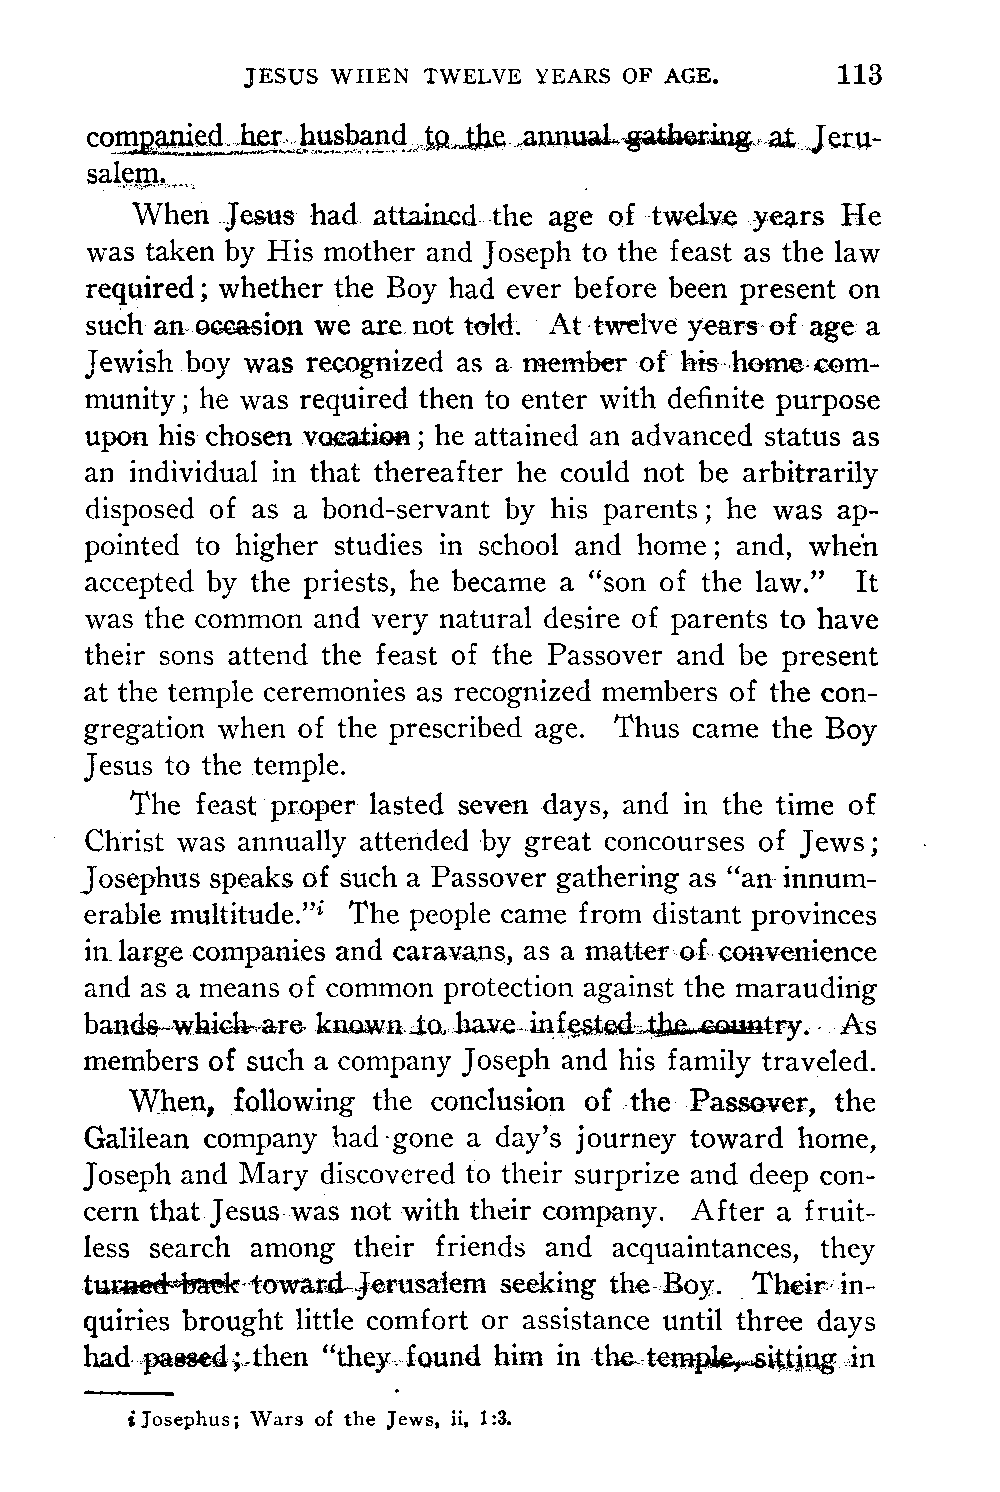 JESUS WHEN TWELVE YEARS OF AGE. 113
companied her husband to the annual gathering at Jeru-
salem.
When Jesus had attained the age of twelve years He
was taken by His mother and Joseph to the feast as the law
required; whether the Boy had ever before been present on
such an occasion we are not told. At twelve years of age a
Jewish boy was recognized as a member of his home com-
munity; he was required then to enter with definite purpose
upon his chosen vocation; he attained an advanced status as
an individual in that thereafter he could not be arbitrarily
disposed of as a bond-servant by his parents; he was ap-
pointed to higher studies in school and home; and, when
accepted by the priests, he became a “son of the law.” It
was the common and very natural desire of parents to have
their sons attend the feast of the Passover and be present
at the temple ceremonies as recognized members of the con-
gregation when of the prescribed age. Thus came the Boy
Jesus to the temple.
The feast proper lasted seven days, and in the time of
Christ was annually attended by great concourses of Jews;
Josephus speaks of such a Passover gathering as “an innum-
erable multitude.”i The people came from distant provinces
in large companies and caravans, as a matter of convenience
and as a means of common protection against the marauding
bands which are known to have infested the country. As
members of such a company Joseph and his family traveled.
When, following the conclusion of the Passover, the
Galilean company had gone a day’s journey toward home,
Joseph and Mary discovered to their surprize and deep con-
cern that Jesus was not with their company. After a fruit-
less search among their friends and acquaintances, they
turned back toward Jerusalem seeking the Boy. Their in-
quiries brought little comfort or assistance until three days
had passed; then “they found him in the temple, sitting in
i Josephus; Wars of the Jews, ii, 1:3.